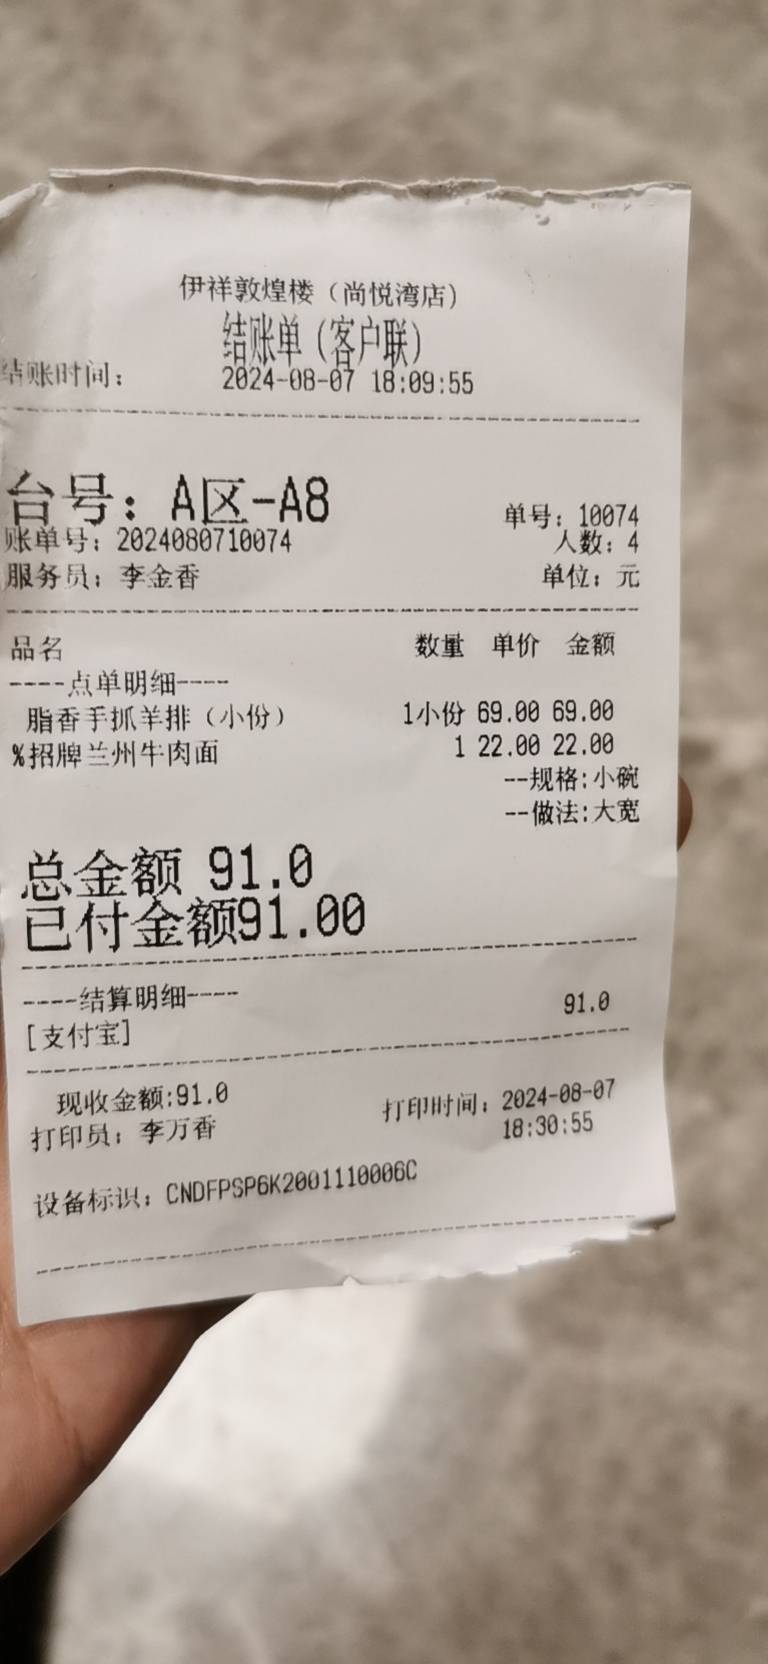 伊祥敦煌楼（尚悦湾店）
结账单（客户联）
结账时间： 2024-08-07 18:09:55
台号：A区-A8 单号：10074
账单号：2024080710074 人数：4
服务员：李金香 单位：元
品名 数量 单价 金额
----点单明细----
脂香手抓羊排（小份） 1小份 69.00 69.00
%招牌兰州牛肉面 1 22.00 22.00
--规格:小碗
--做法:大宽
总金额 91.0
已付金额91.00
----结算明细----
[支付宝] 91.0
现收金额:91.0 打印时间：2024-08-07
打印员：李万香 18:30:55
设备标识：CNDFPSP6K2001110006C